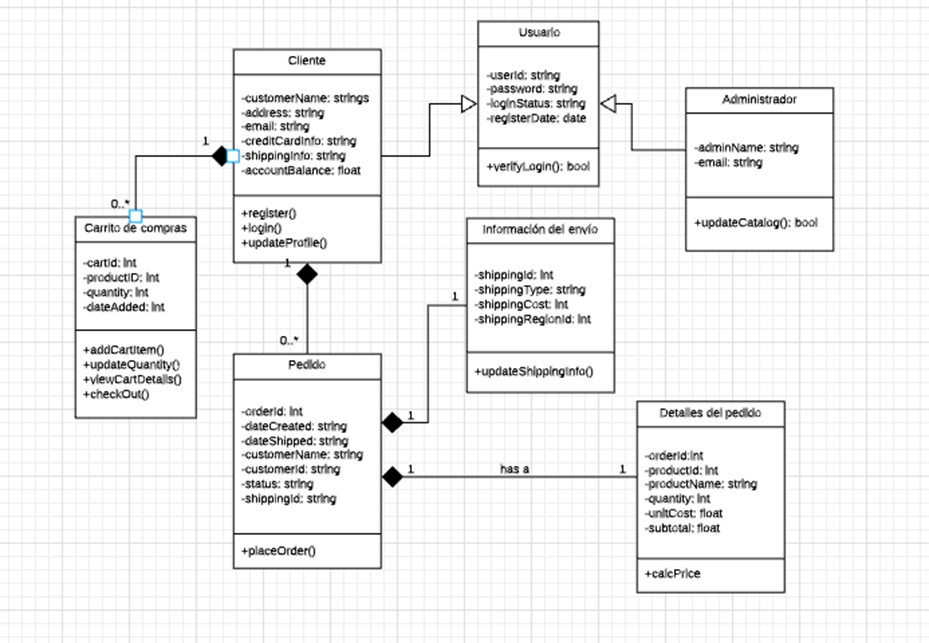 Usuario
-userId: string
-password: string
-loginStatus: string
-registerDate: date
+verifyLogin(): bool
Cliente
-customerName: strings
-address: string
-email: string
-creditCardInfo: string
-shippingInfo: string
-accountBalance: float
+register()
+login()
+updateProfile()
Administrador
-adminName: string
-email: string
+updateCatalog(): bool
1
0..*
Carrito de compras
-cartId: int
-productID: int
-quantity: int
-dateAdded: int
+addCartItem()
+updateQuantity()
+viewCartDetails()
+checkOut()
1
0..*
Información del envío
-shippingId: int
-shippingType: string
-shippingCost: int
-shippingRegionId: int
+updateShippingInfo()
1
1
Pedido
-orderId: int
-dateCreated: string
-dateShipped: string
-customerName: string
-customerId: string
-status: string
-shippingId: string
+placeOrder()
1
has a
1
Detalles del pedido
-orderId:int
-productId: int
-productName: string
-quantity: int
-unitCost: float
-subtotal: float
+calcPrice